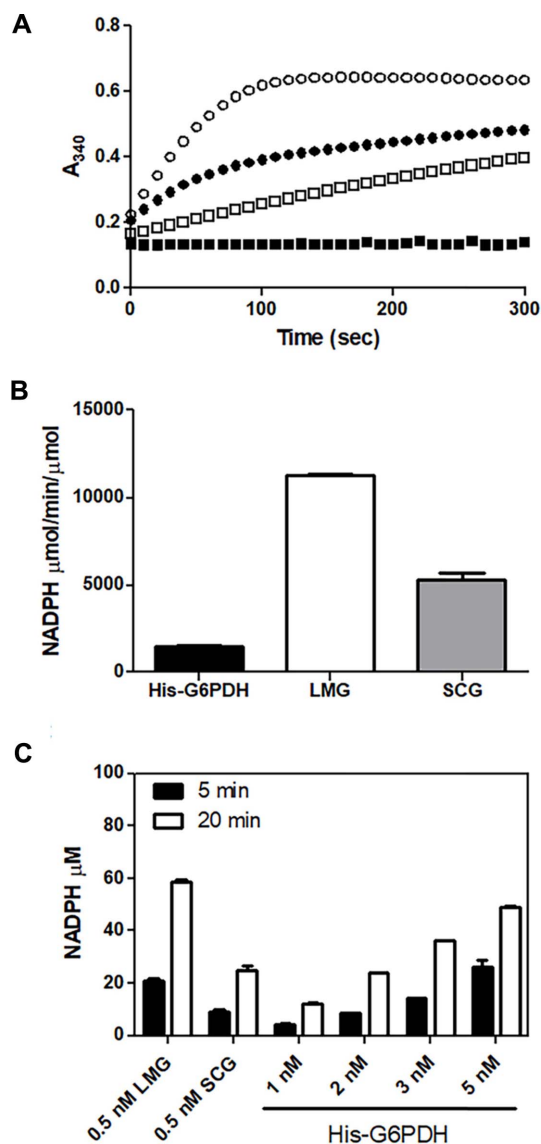 A
0.8
0.6
0.4
0.2
0.0
A340
0
100
200
300
Time (sec)
B
15000
10000
5000
0
NADPH μmol/min/μmol
His-G6PDH
LMG
SCG
C
100
80
60
40
20
0
NADPH μM
5 min
20 min
0.5 nM LMG
0.5 nM SCG
1 nM
2 nM
3 nM
5 nM
His-G6PDH